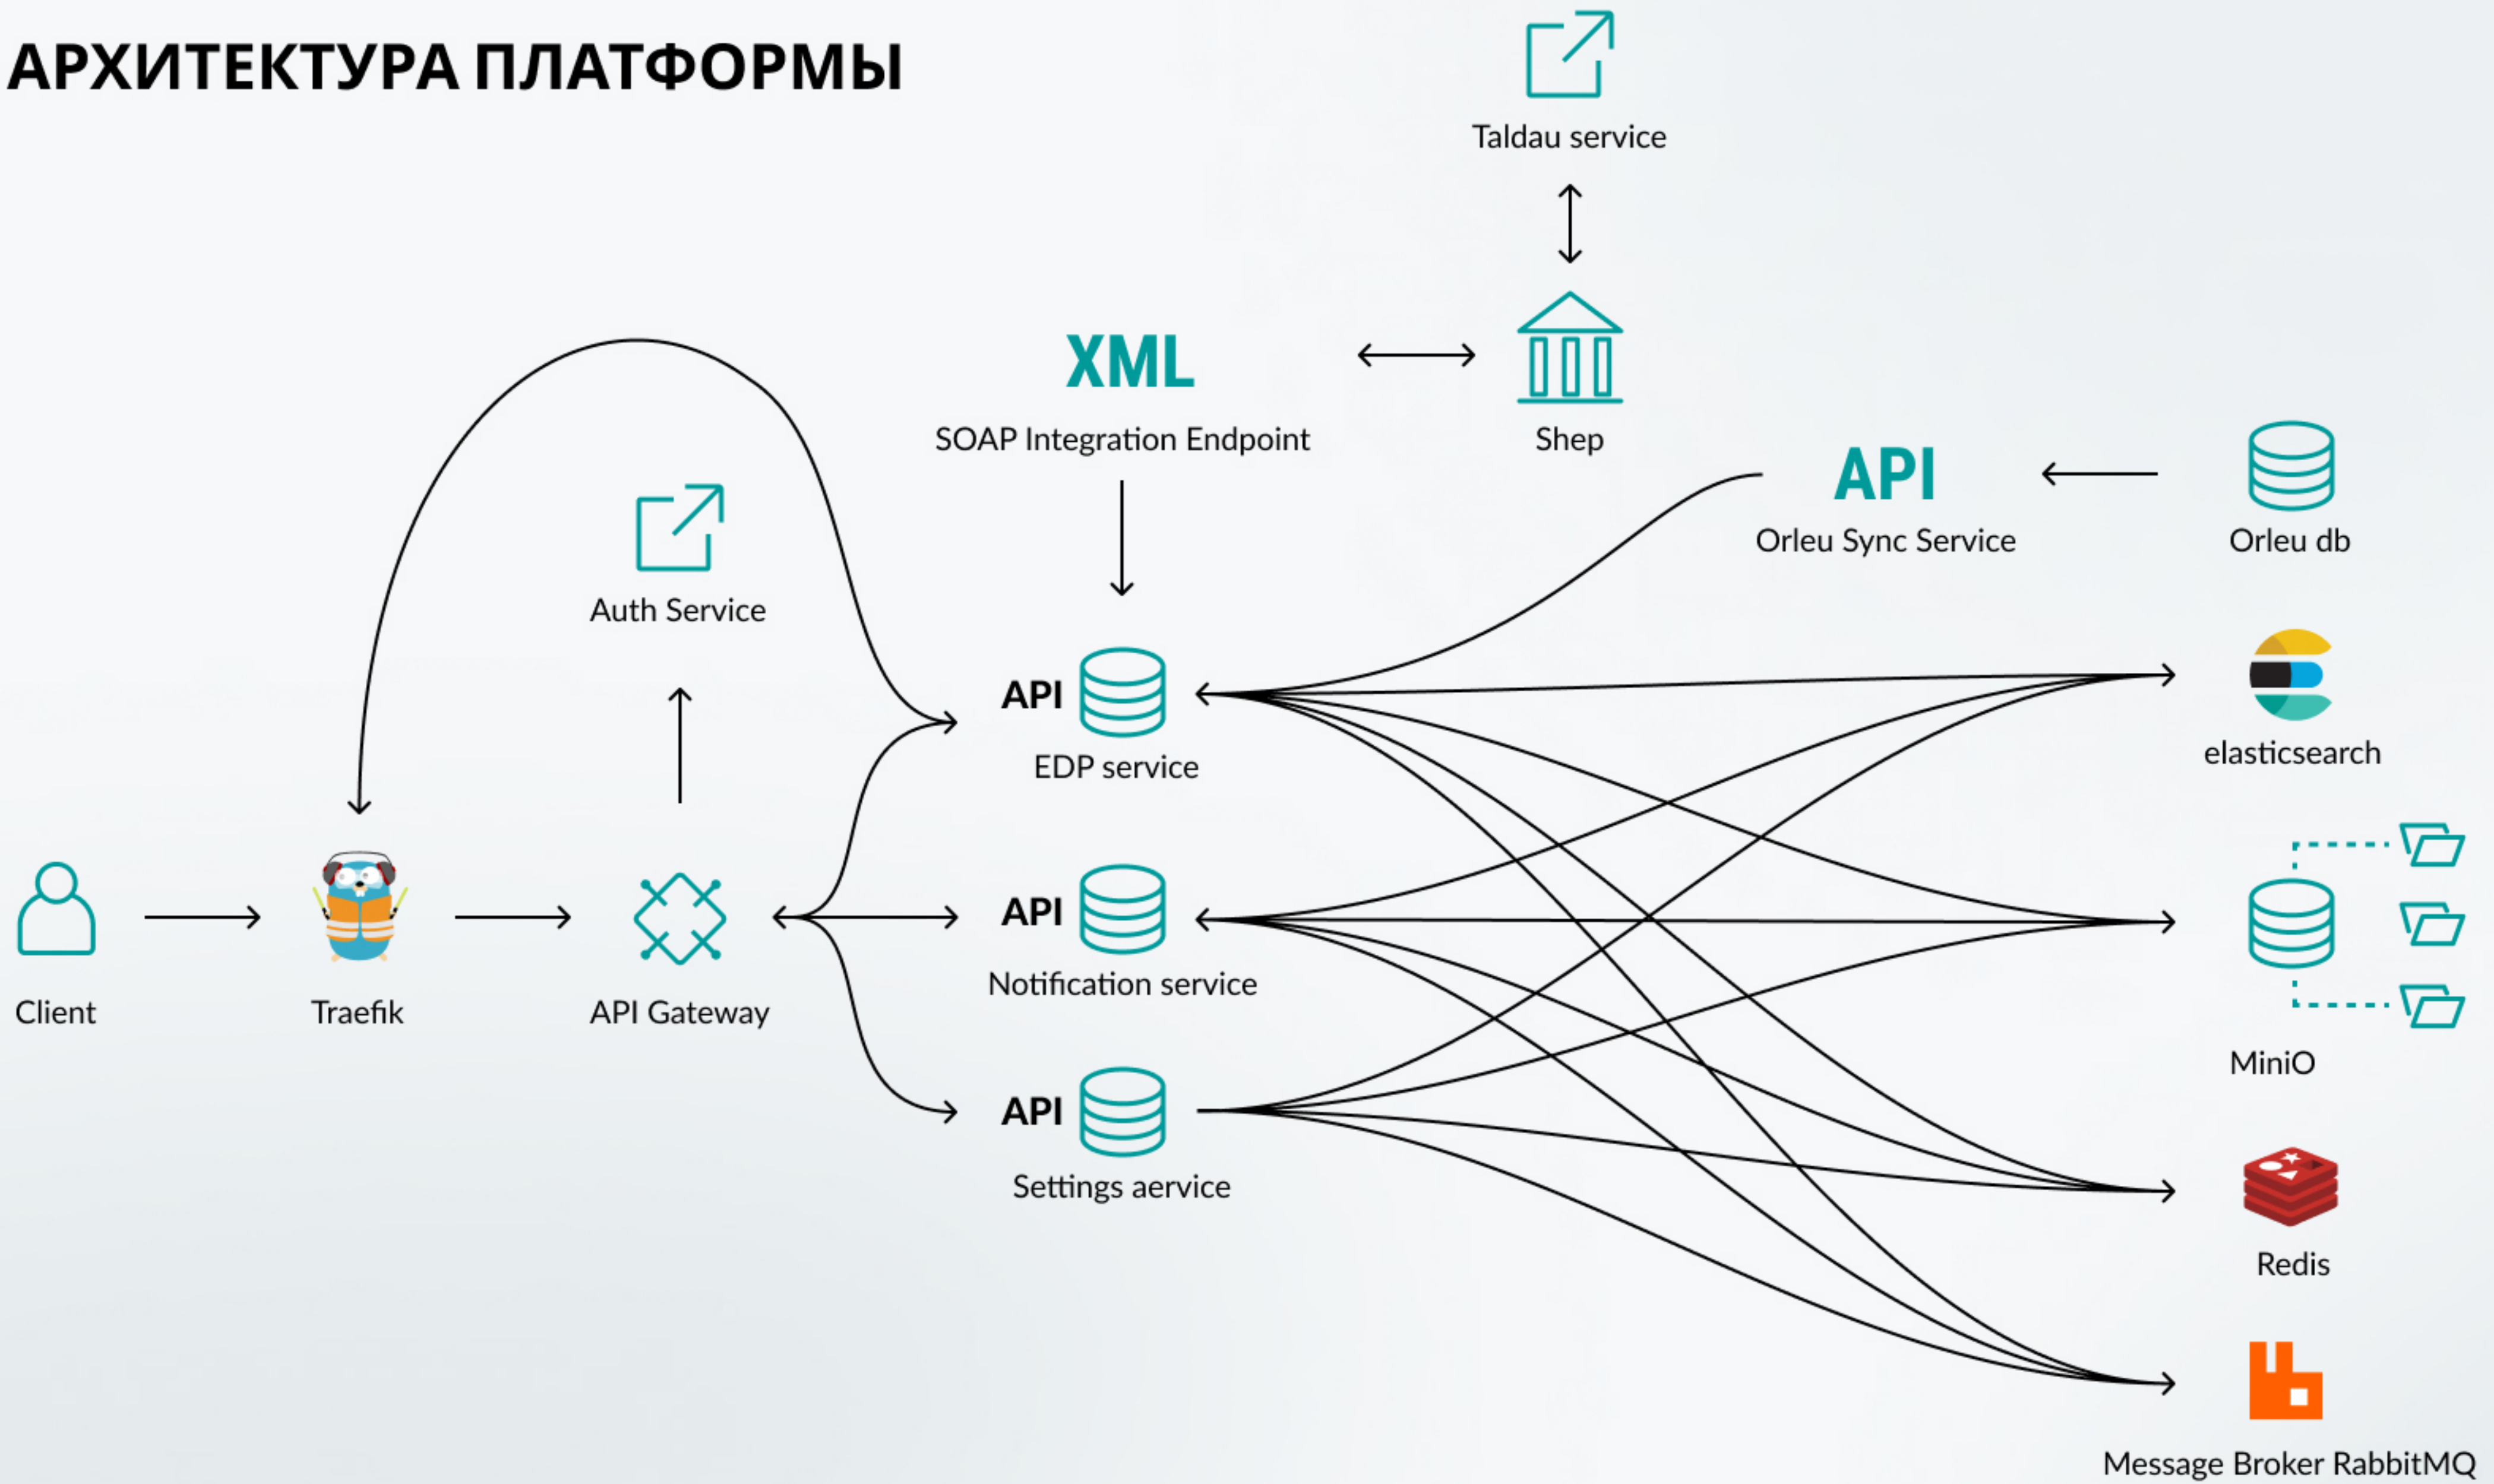 АРХИТЕКТУРА ПЛАТФОРМЫ
Taldau service
XML
SOAP Integration Endpoint
Shep
API
Orleu Sync Service
Orleu db
Auth Service
API
EDP service
elasticsearch
Client
Traefik
API Gateway
API
Notification service
MiniO
API
Settings aervice
Redis
Message Broker RabbitMQ